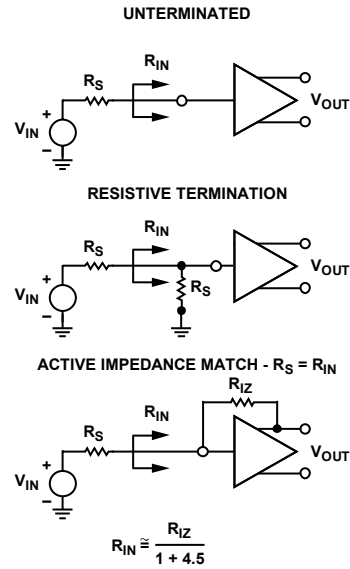 UNTERMINATED
R_IN
R_S
V_IN
+
−
V_OUT
RESISTIVE TERMINATION
R_IN
R_S
R_S
V_IN
+
−
V_OUT
ACTIVE IMPEDANCE MATCH - R_S = R_IN
R_IZ
R_IN
R_S
V_IN
+
−
V_OUT
R_IN ≅ R_IZ / 1 + 4.5